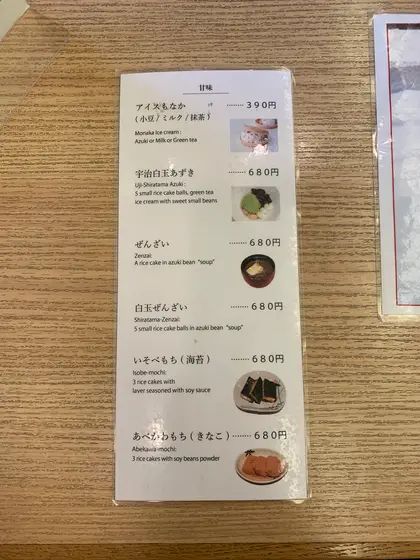 甘味
アイスもなか ········ 390円
(小豆/ミルク/抹茶)
Monaka Ice cream :
Azuki or Milk or Green tea
宇治白玉あずき ········ 680円
Uji-Shiratama Azuki :
5 small rice cake balls, green tea
ice cream with sweet small beans
ぜんざい ········ 680円
Zenzai:
A rice cake in azuki bean "soup"
白玉ぜんざい ········ 680円
Shiratama-Zenzai:
5 small rice cake balls in azuki bean "soup"
いそべもち(海苔) ········ 680円
Isobe-mochi:
3 rice cakes with
laver seasoned with soy sauce
あべかわもち(きなこ) ········ 680円
Abekawa-mochi:
3 rice cakes with soy beans powder